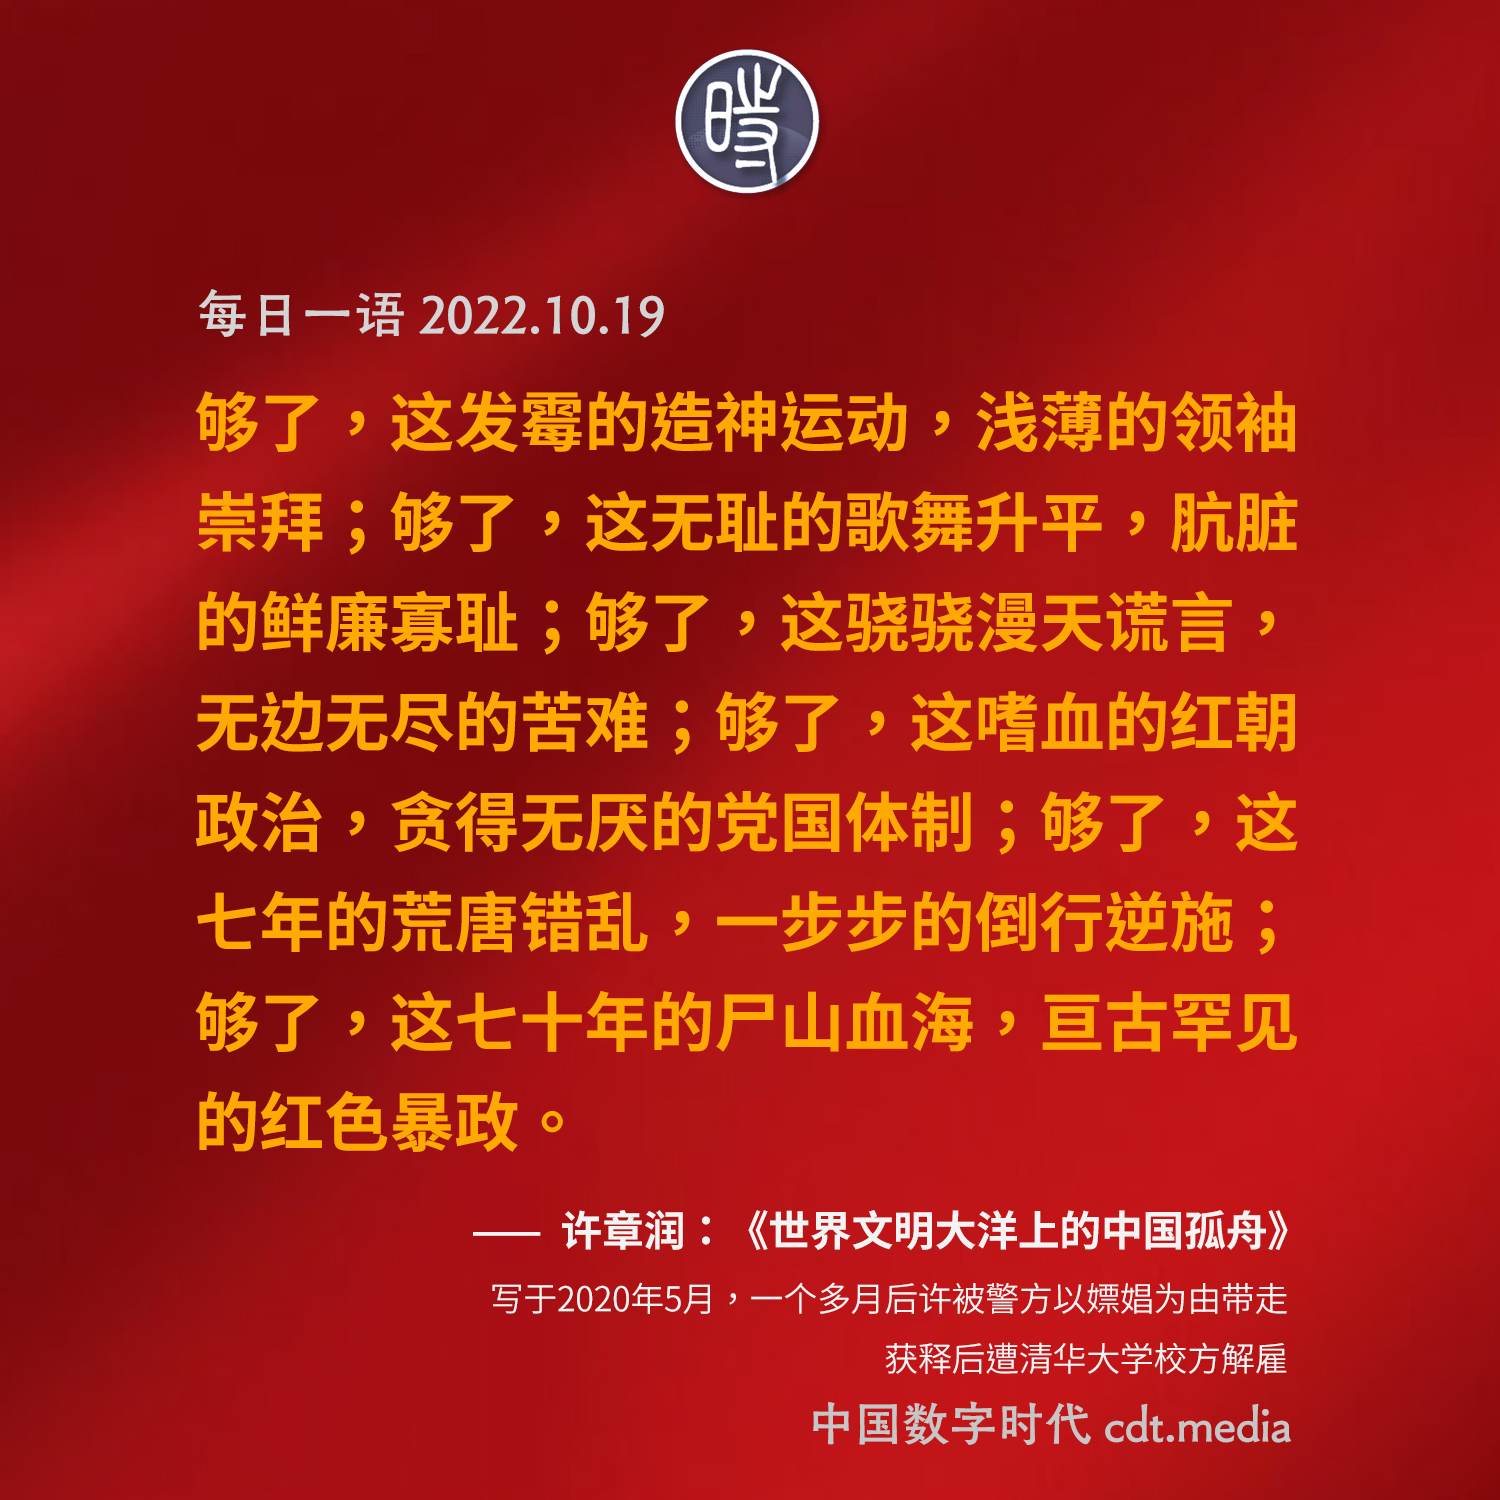 時
每日一语 2022.10.19
够了，这发霉的造神运动，浅薄的领袖
崇拜；够了，这无耻的歌舞升平，肮脏
的鲜廉寡耻；够了，这骁骁漫天谎言，
无边无尽的苦难；够了，这嗜血的红朝
政治，贪得无厌的党国体制；够了，这
七年的荒唐错乱，一步步的倒行逆施；
够了，这七十年的尸山血海，亘古罕见
的红色暴政。
—— 许章润：《世界文明大洋上的中国孤舟》
写于2020年5月，一个多月后许被警方以嫖娼为由带走
获释后遭清华大学校方解雇
中国数字时代 cdt.media